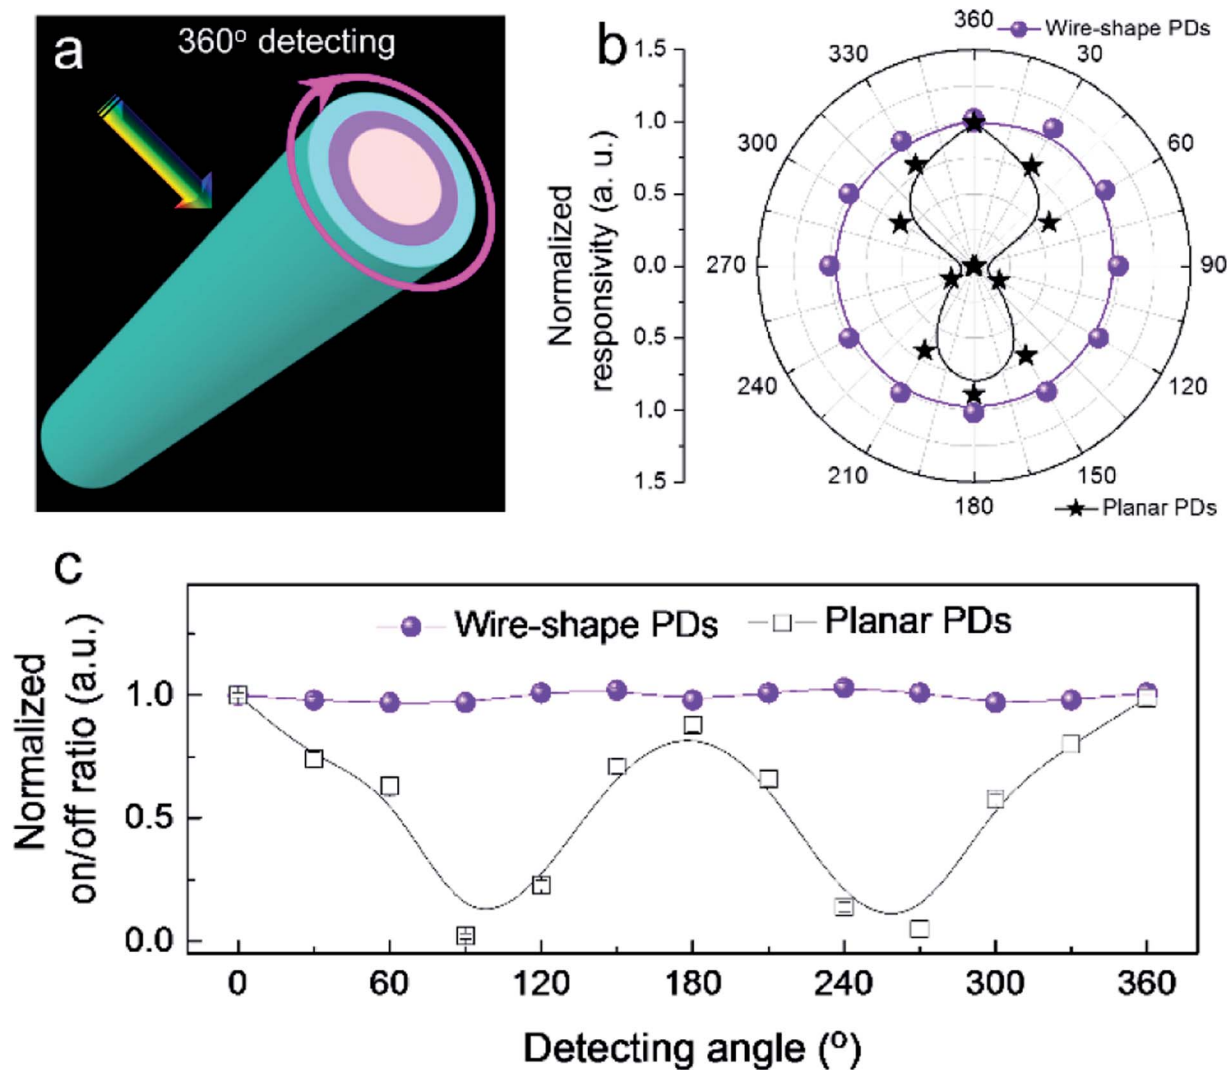 a
360° detecting
b
Wire-shape PDs
Normalized
responsivity (a. u.)
1.5
1.0
0.5
0.0
0.5
1.0
1.5
360
30
60
90
120
150
180
210
240
270
300
330
Planar PDs
c
Wire-shape PDs
Planar PDs
Normalized
on/off ratio (a.u.)
1.0
0.5
0.0
0 60 120 180 240 300 360
Detecting angle (°)